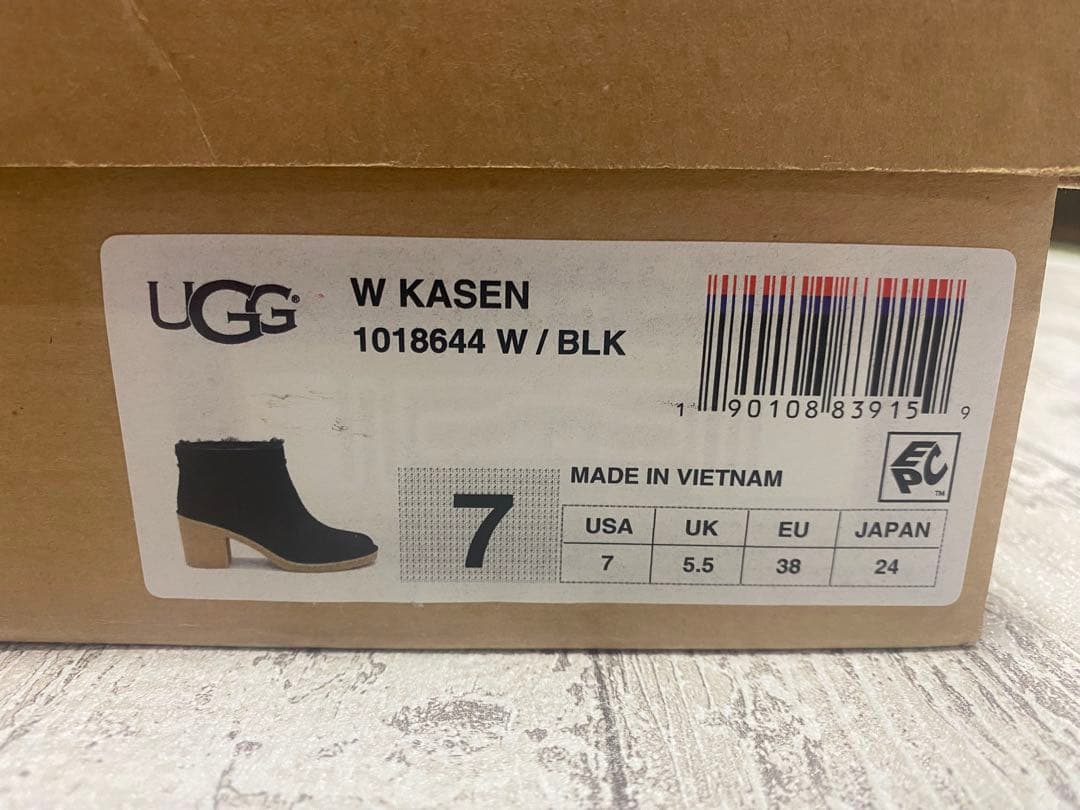 UGG®
W KASEN
1018644 W / BLK
1 90108 83915 9
EPC™
MADE IN VIETNAM
7
USA UK EU JAPAN
7 5.5 38 24